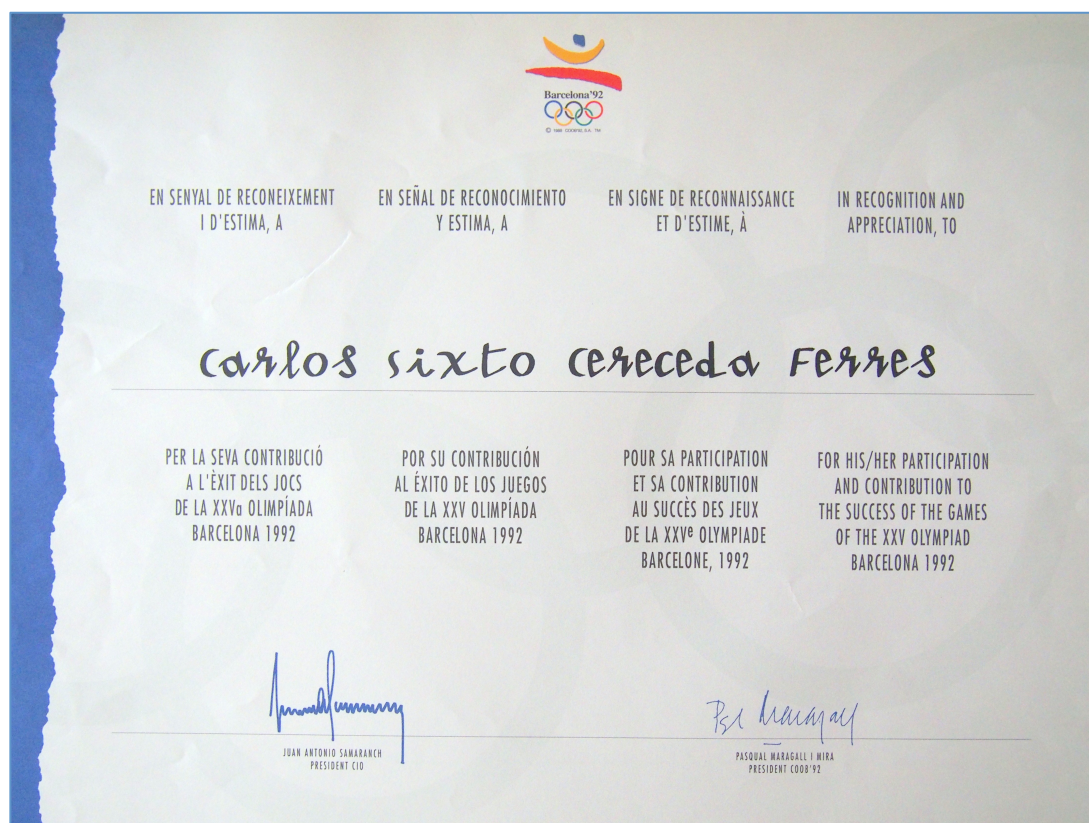 Barcelona'92
EN SENYAL DE RECONEIXEMENT
I D'ESTIMA, A
EN SEÑAL DE RECONOCIMIENTO
Y ESTIMA, A
EN SIGNE DE RECONNAISSANCE
ET D'ESTIME, À
IN RECOGNITION AND
APPRECIATION, TO
Carlos Sixto Cereceda Ferres
PER LA SEVA CONTRIBUCIÓ
A L'ÈXIT DELS JOCS
DE LA XXVa OLIMPÍADA
BARCELONA 1992
POR SU CONTRIBUCIÓN
AL ÉXITO DE LOS JUEGOS
DE LA XXV OLIMPÍADA
BARCELONA 1992
POUR SA PARTICIPATION
ET SA CONTRIBUTION
AU SUCCÈS DES JEUX
DE LA XXVe OLYMPIADE
BARCELONE, 1992
FOR HIS/HER PARTICIPATION
AND CONTRIBUTION TO
THE SUCCESS OF THE GAMES
OF THE XXV OLYMPIAD
BARCELONA 1992
JUAN ANTONIO SAMARANCH
PRESIDENT CIO
PASQUAL MARAGALL I MIRA
PRESIDENT COOB'92